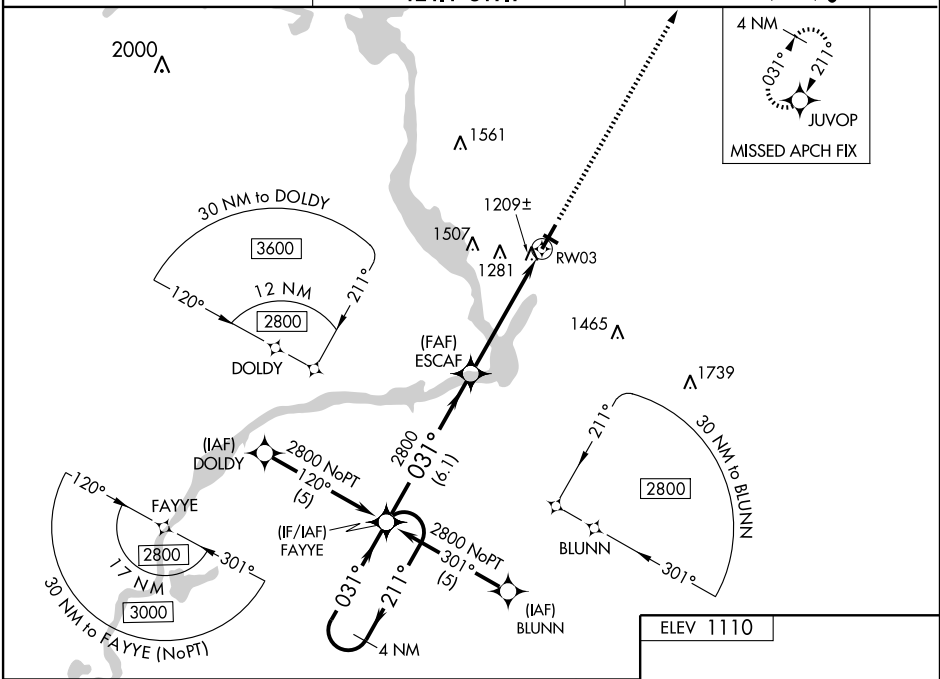 2000
4 NM
031°
211°
JUVOP
MISSED APCH FIX
1561
30 NM to DOLDY
3600
12 NM
2800
120°
211°
DOLDY
1209±
1507
1281
RW03
1465
(FAF)
ESCAF
1739
211°
30 NM to BLUNN
2800
BLUNN
301°
2800
031°
(6.1)
(IAF)
DOLDY
2800 NoPT
120°
(5)
120°
FAYYE
2800
17 NM
301°
3000
30 NM to FAYYE (NoPT)
(IF/IAF)
FAYYE
2800 NoPT
301°
(5)
(IAF)
BLUNN
031°
211°
4 NM
ELEV 1110